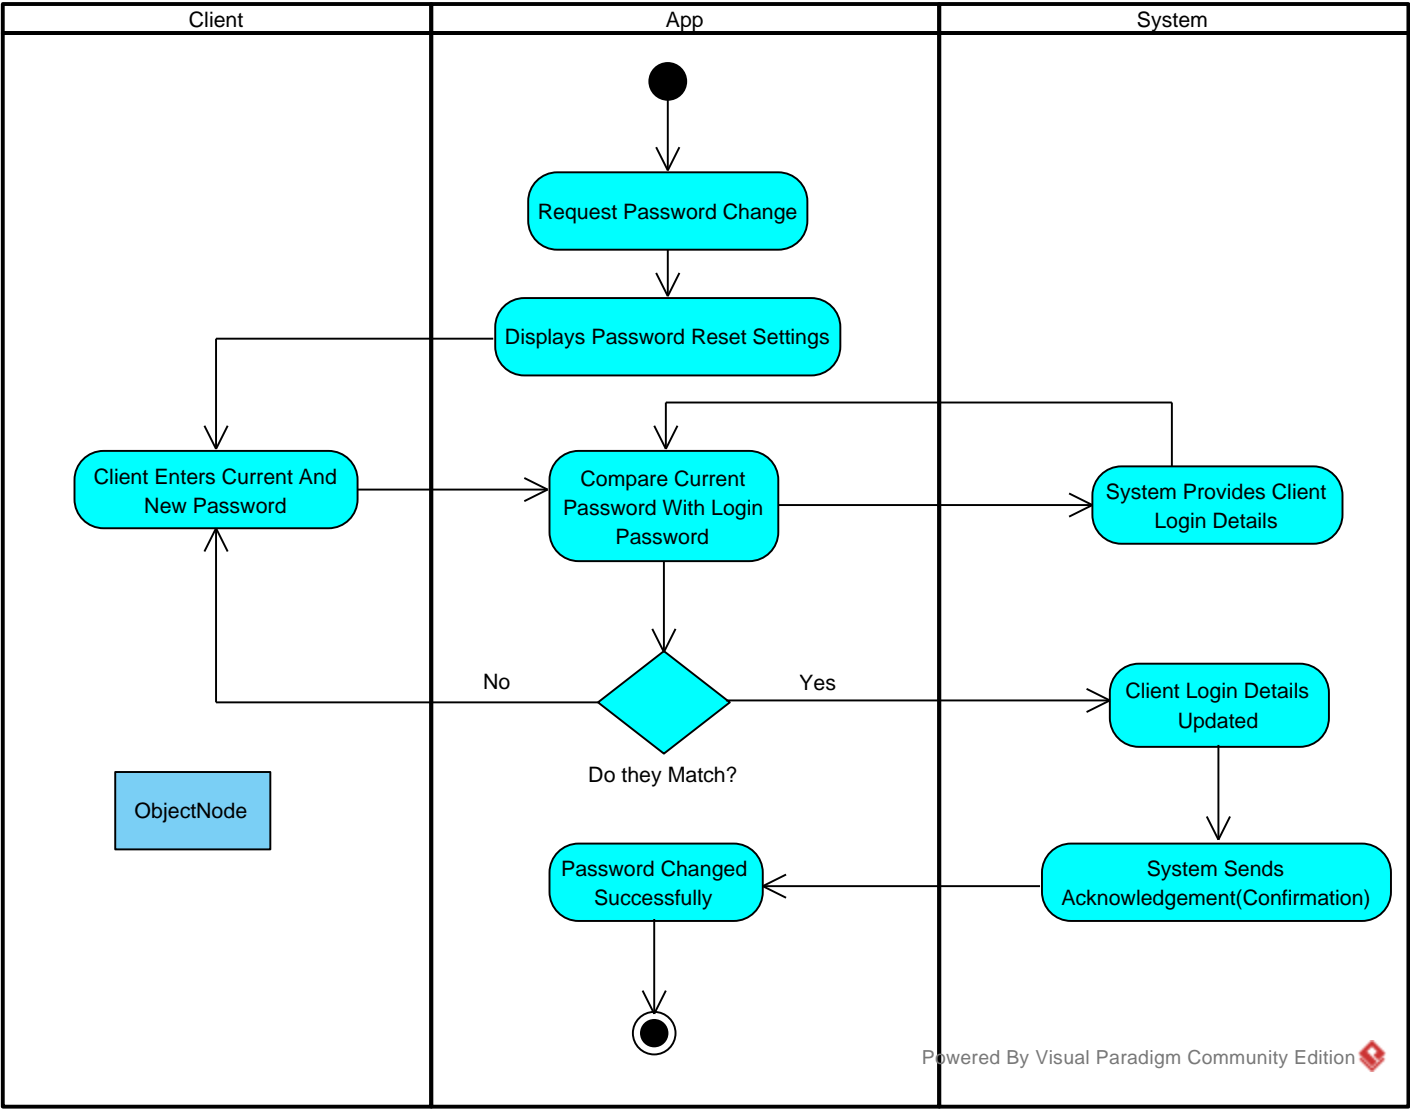 Client
App
System
Request Password Change
Displays Password Reset Settings
Client Enters Current And
New Password
Compare Current
Password With Login
Password
System Provides Client
Login Details
No
Yes
Client Login Details
Updated
Do they Match?
ObjectNode
Password Changed
Successfully
System Sends
Acknowledgement(Confirmation)
Powered By Visual Paradigm Community Edition